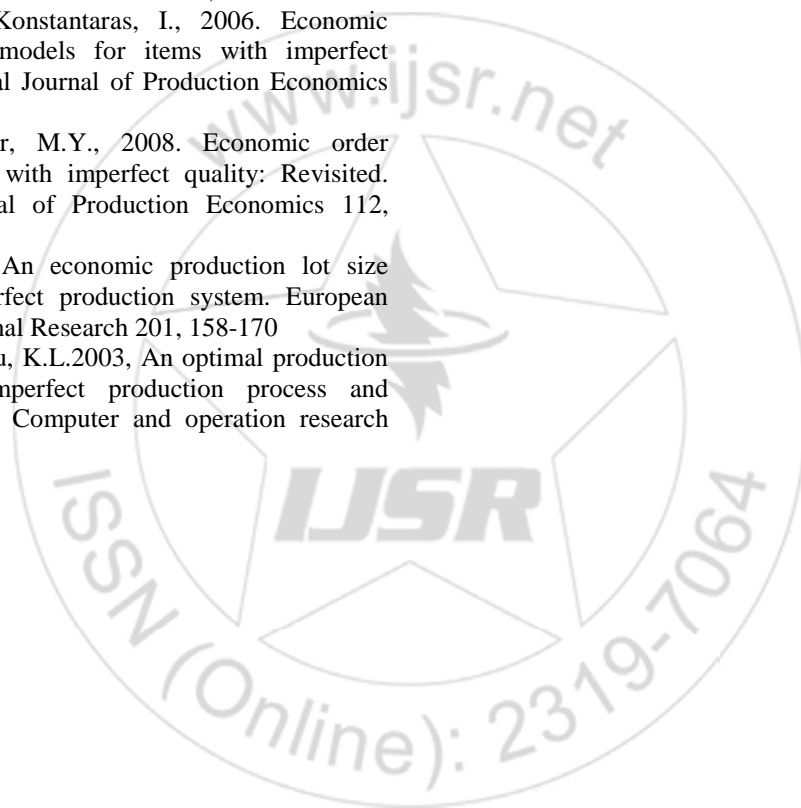 Konstantaras, I., 2006. Economic
models for items with imperfect
al Journal of Production Economics
r, M.Y., 2008. Economic order
with imperfect quality: Revisited.
al of Production Economics 112,
An economic production lot size
rfect production system. European
nal Research 201, 158-170
u, K.L.2003, An optimal production
mperfect production process and
Computer and operation research
www.ijsr.net
IJSR
ISSN (Online): 2319-7064